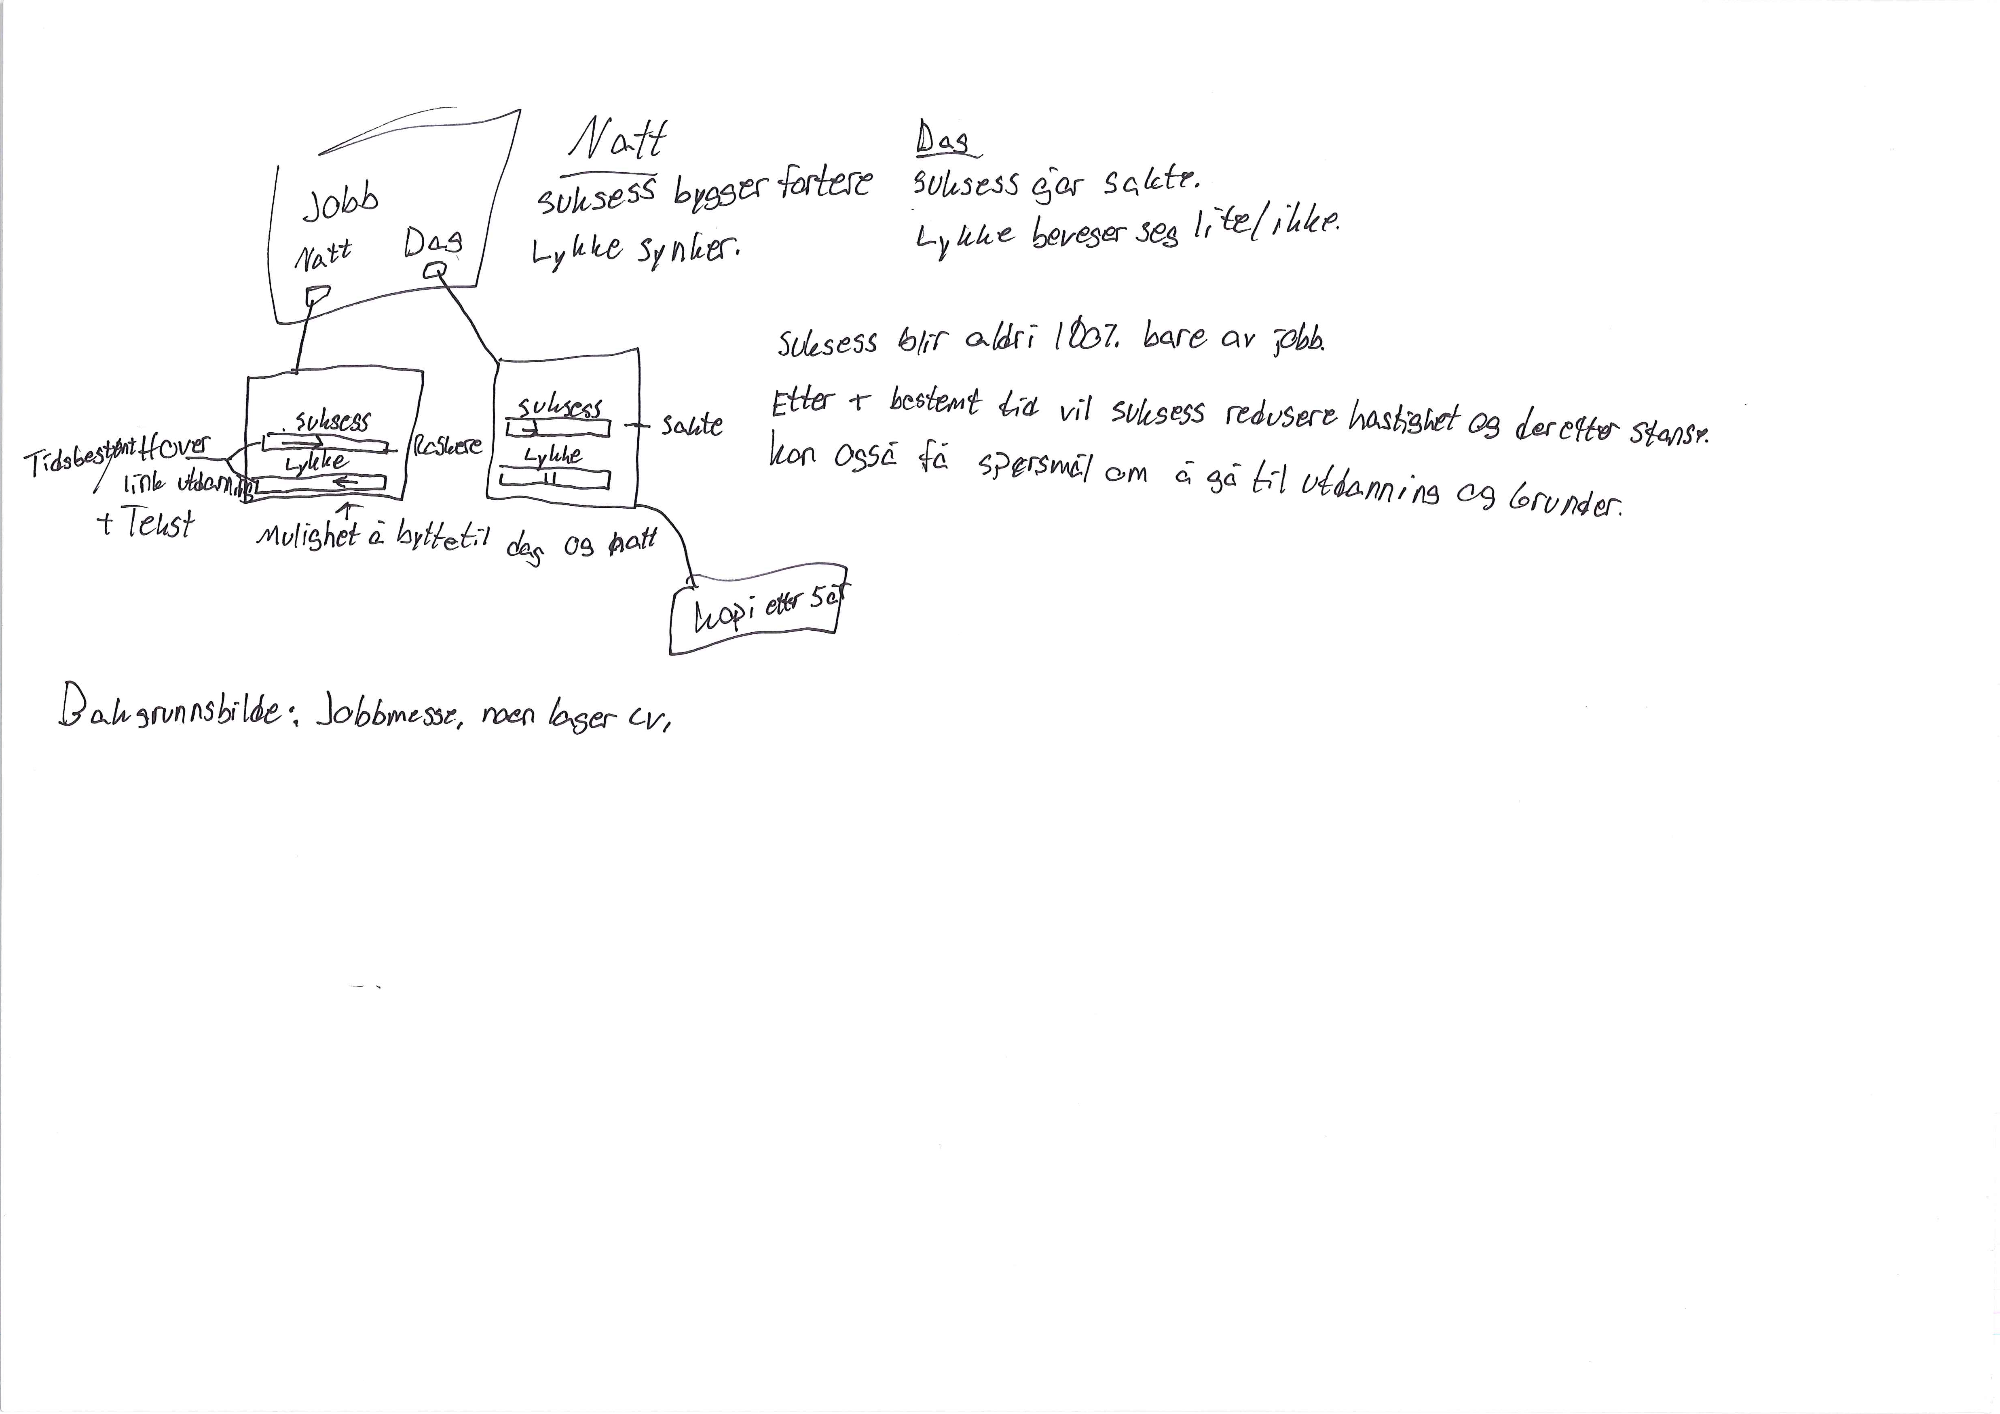 Natt
suksess bygger fortere
Lykke synker.
Dag
suksess går sakte.
Lykke beveger seg lite/ikke.
Jobb
Natt
Dag
suksess blir aldri 100% bare av jobb.
Etter + bestemt tid vil suksess redusere hastighet og deretter stanse.
kan også få spørsmål om å gå til utdanning og Grunder.
suksess
Lykke
Raskere
suksess
Lykke
sakte
Tidsbestemt/Hover
link utdanning
+ Tekst
Mulighet å bytte til dag og natt
kopi etter 5 år
Bakgrunnsbilde: Jobbmesse, noen lager cv,